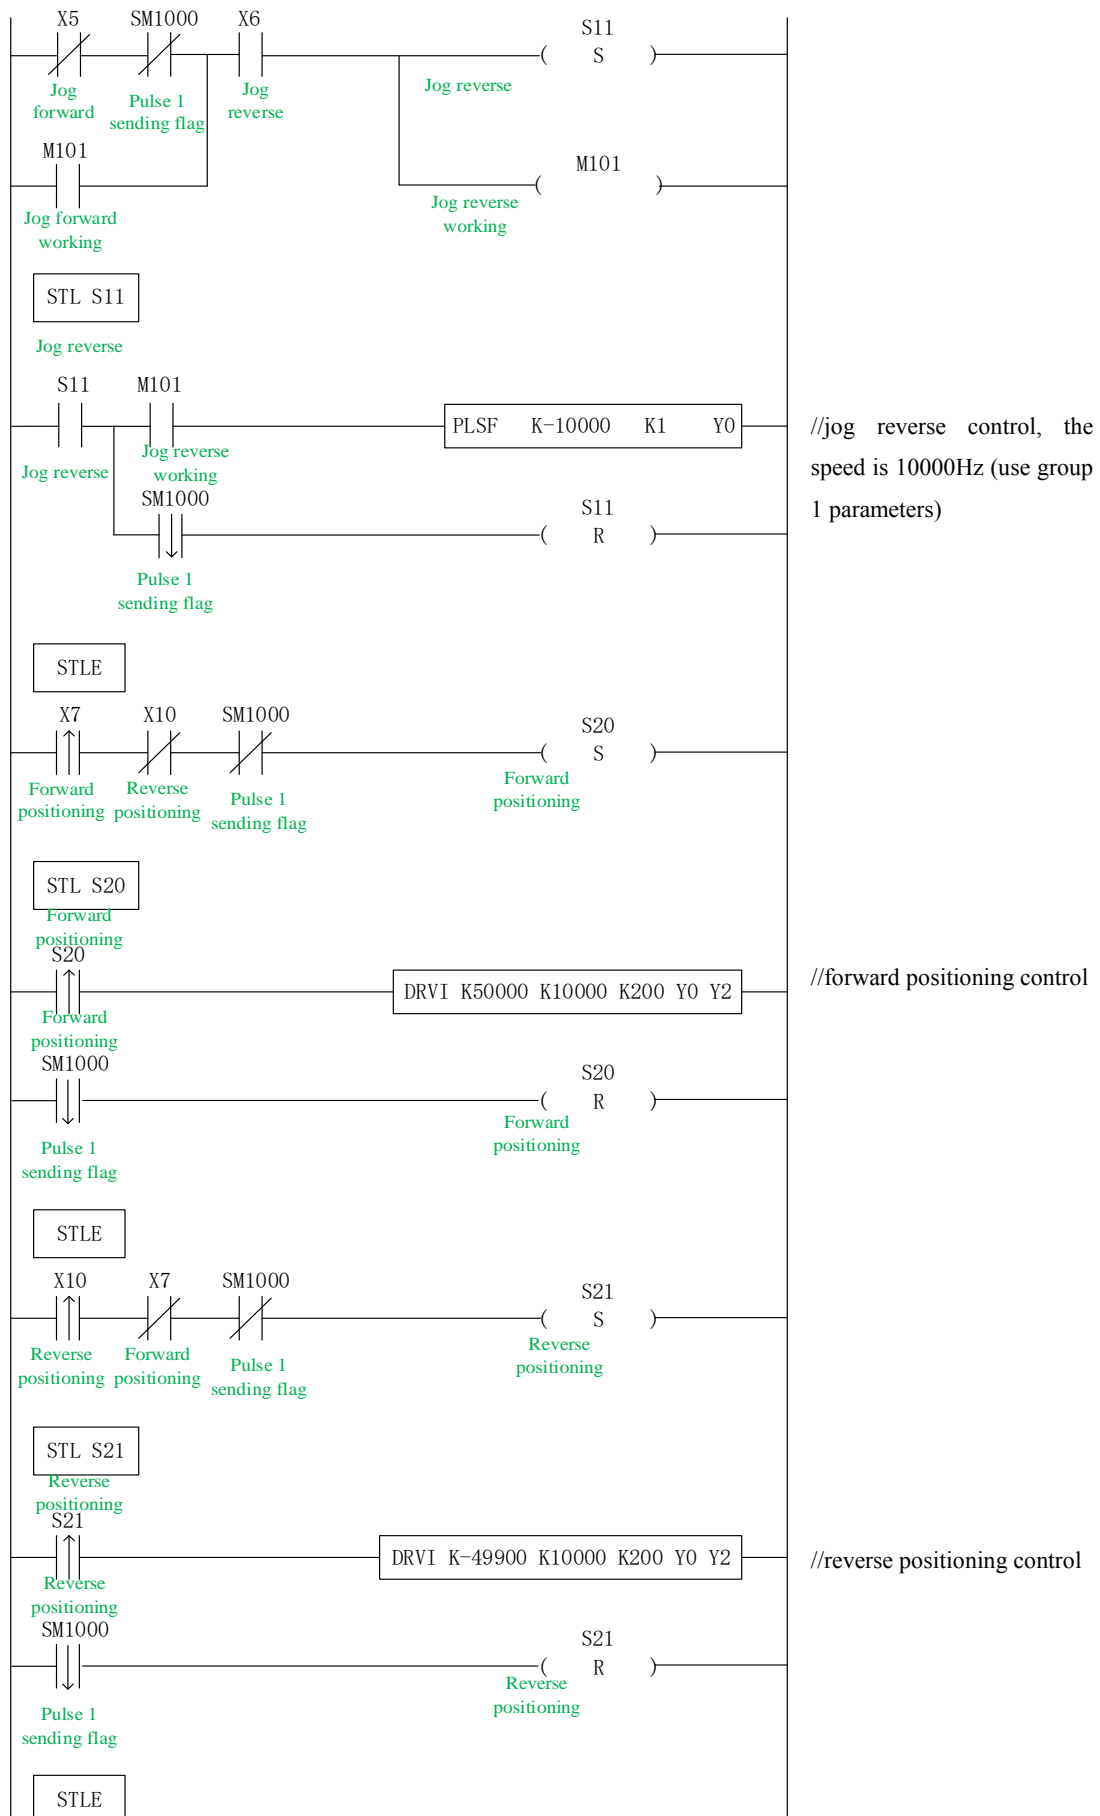 X5 SM1000 X6 S11
( S )
Jog forward
Pulse 1 sending flag
Jog reverse
Jog reverse
M101 M101
( )
Jog forward working
Jog reverse working
STL S11
Jog reverse
S11 M101
PLSF K-10000 K1 Y0
//jog reverse control, the
speed is 10000Hz (use group
1 parameters)
Jog reverse
Jog reverse working
SM1000 S11
( R )
Pulse 1
sending flag
STLE
X7 X10 SM1000 S20
( S )
Forward positioning
Reverse positioning
Pulse 1 sending flag
Forward positioning
STL S20
Forward
positioning
S20
DRVI K50000 K10000 K200 Y0 Y2
//forward positioning control
Forward
positioning
SM1000 S20
( R )
Forward
positioning
Pulse 1
sending flag
STLE
X10 X7 SM1000 S21
( S )
Reverse positioning
Forward positioning
Pulse 1 sending flag
Reverse positioning
STL S21
Reverse
positioning
S21
DRVI K-49900 K10000 K200 Y0 Y2
//reverse positioning control
Reverse
positioning
SM1000 S21
( R )
Reverse
positioning
Pulse 1
sending flag
STLE